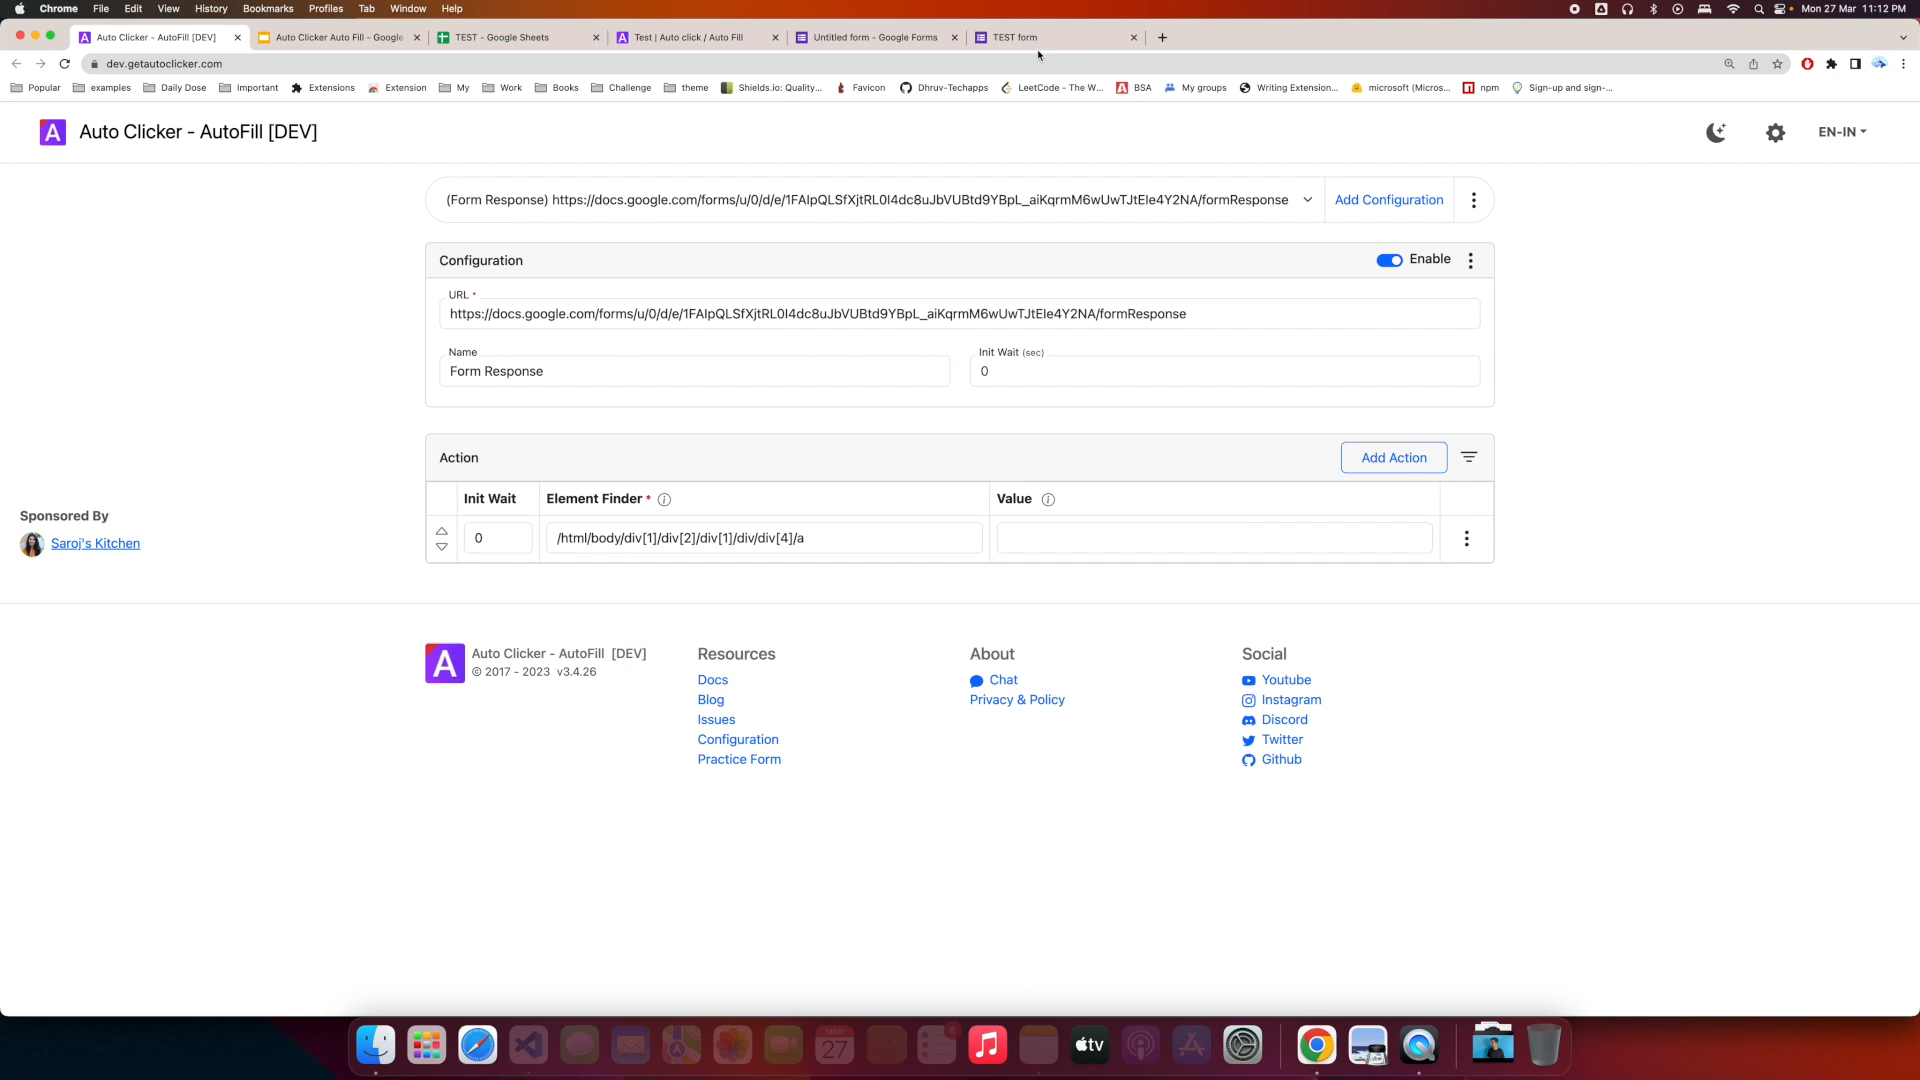 Chrome File Edit View History Bookmarks Profiles Tab Window Help Mon 27 Mar 11:12 PM
Auto Clicker - AutoFill [DEV] Auto Clicker Auto Fill - Google TEST - Google Sheets Test | Auto click / Auto Fill Untitled form - Google Forms TEST form
dev.getautoclicker.com
Popular examples Daily Dose Important Extensions Extension My Work Books Challenge theme Shields.io: Quality... Favicon Dhruv-Techapps LeetCode - The W... BSA My groups Writing Extension... microsoft (Micros... npm Sign-up and sign-...
Auto Clicker - AutoFill [DEV] EN-IN
(Form Response) https://docs.google.com/forms/u/0/d/e/1FAIpQLSfXjtRL0I4dc8uJbVUBtd9YBpL_aiKqrmM6wUwTJtEle4Y2NA/formResponse Add Configuration
Configuration Enable
URL *
https://docs.google.com/forms/u/0/d/e/1FAIpQLSfXjtRL0I4dc8uJbVUBtd9YBpL_aiKqrmM6wUwTJtEle4Y2NA/formResponse
Name Init Wait (sec)
Form Response 0
Action Add Action
Init Wait Element Finder * Value
0 /html/body/div[1]/div[2]/div[1]/div/div[4]/a
Sponsored By
Saroj's Kitchen
Auto Clicker - AutoFill [DEV]
© 2017 - 2023 v3.4.26
Resources
Docs
Blog
Issues
Configuration
Practice Form
About
Chat
Privacy & Policy
Social
Youtube
Instagram
Discord
Twitter
Github
MAR
27
6
tv